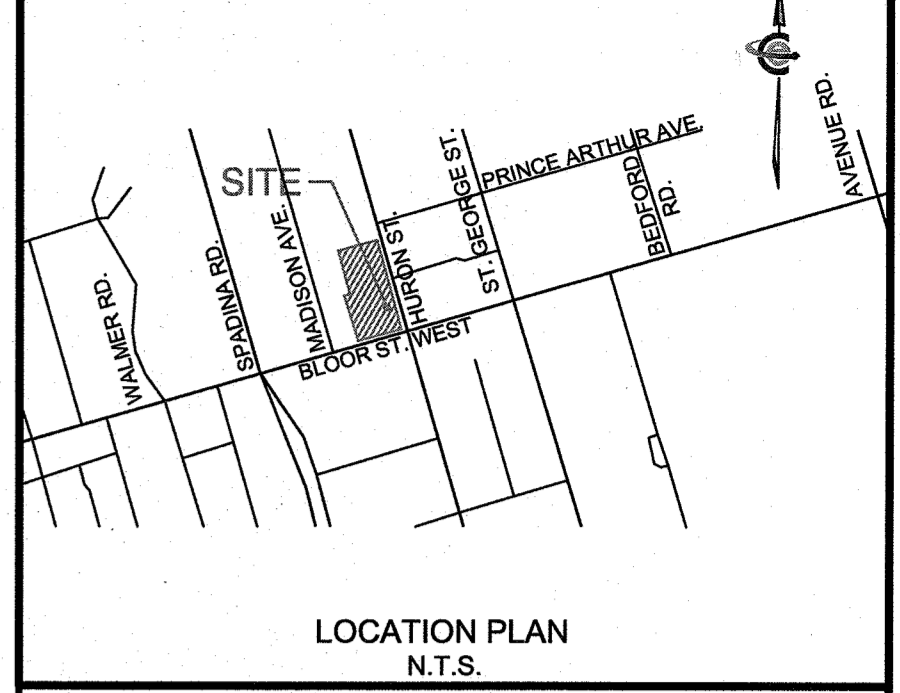 SITE
WALMER RD.
SPADINA RD.
MADISON AVE.
HURON ST.
ST. GEORGE ST.
PRINCE ARTHUR AVE.
BEDFORD
RD.
AVENUE RD.
BLOOR ST. WEST
LOCATION PLAN
N.T.S.